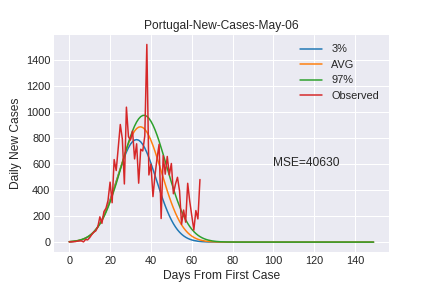 Portugal-New-Cases-May-06
Daily New Cases
1400
1200
1000
800
600
400
200
0
3%
AVG
97%
Observed
MSE=40630
0 20 40 60 80 100 120 140
Days From First Case